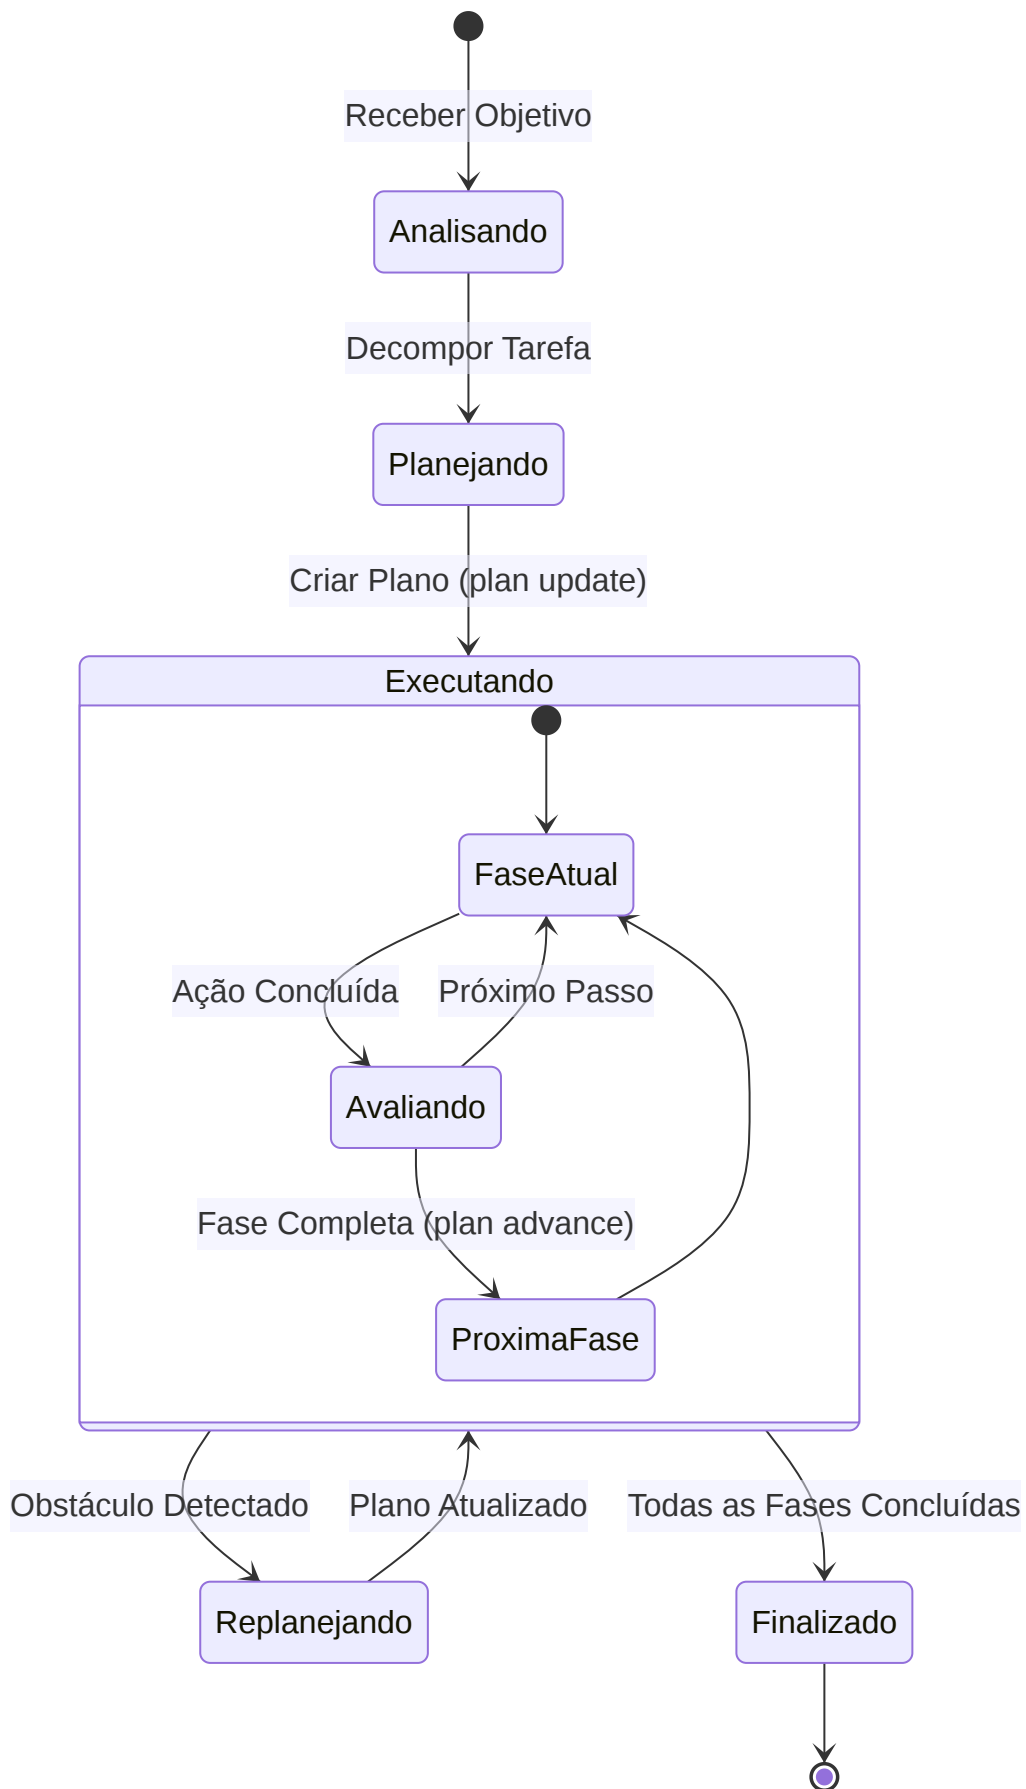 Receber Objetivo
Analisando
Decompor Tarefa
Planejando
Criar Plano (plan update)
Executando
FaseAtual
Ação Concluída
Próximo Passo
Avaliando
Fase Completa (plan advance)
ProximaFase
Obstáculo Detectado
Plano Atualizado
Todas as Fases Concluídas
Replanejando
Finalizado